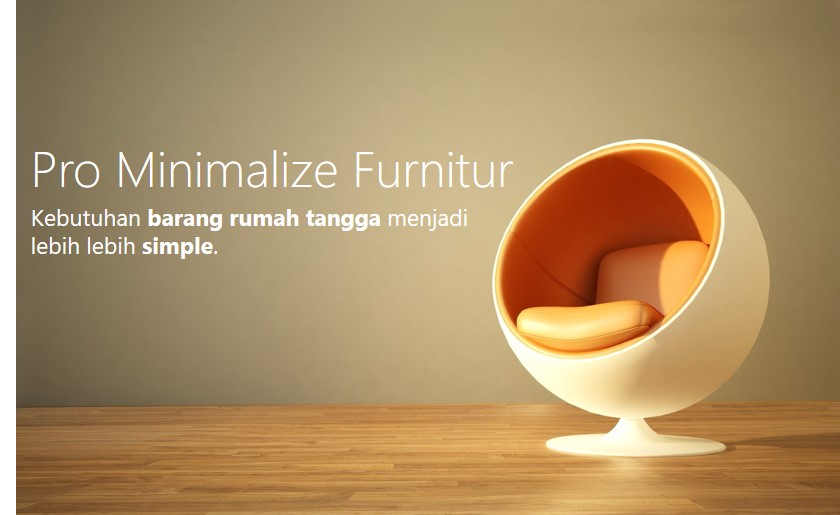 Pro Minimalize Furnitur
Kebutuhan barang rumah tangga menjadi
lebih lebih simple.